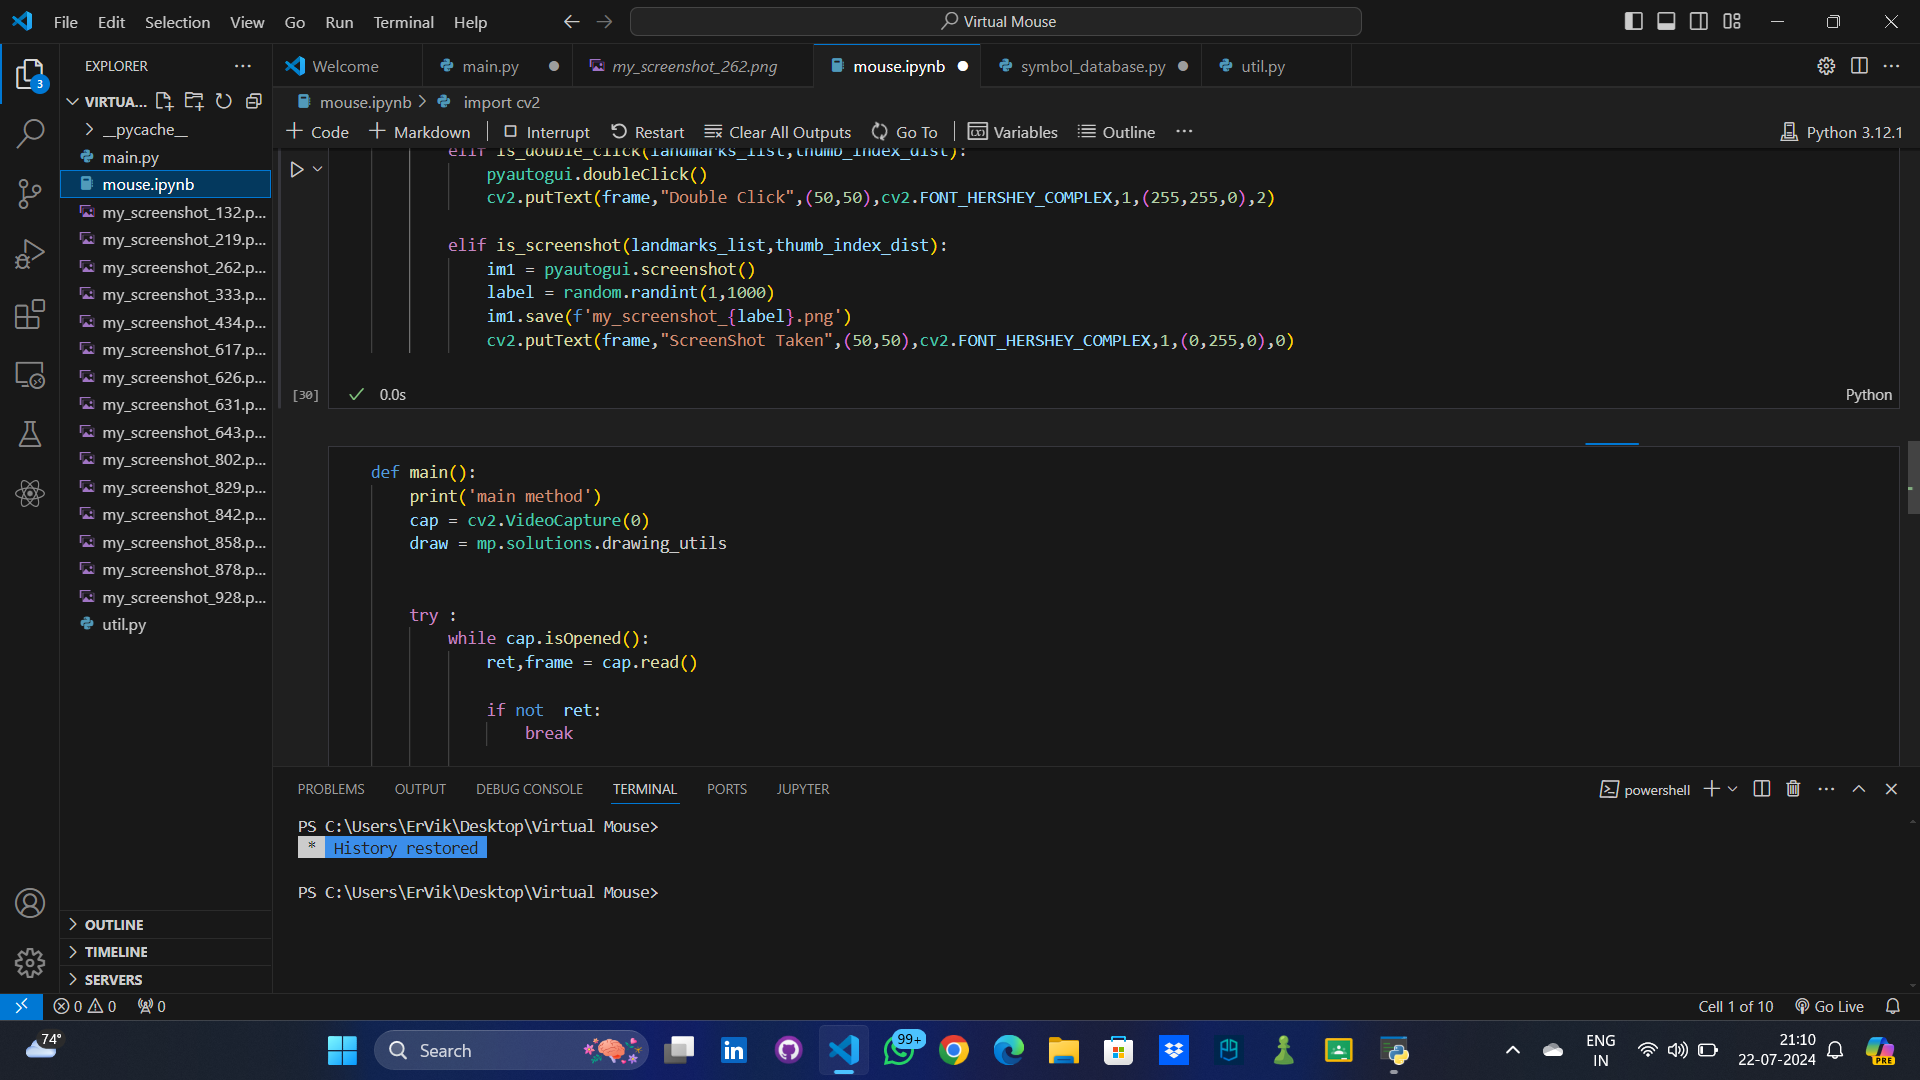 File Edit Selection View Go Run Terminal Help
Virtual Mouse
EXPLORER
Welcome
main.py
my_screenshot_262.png
mouse.ipynb
symbol_database.py
util.py
3
VIRTUA...
mouse.ipynb > import cv2
__pycache__
+ Code + Markdown Interrupt Restart Clear All Outputs Go To Variables Outline ... Python 3.12.1
main.py
mouse.ipynb
my_screenshot_132.p...
my_screenshot_219.p...
my_screenshot_262.p...
my_screenshot_333.p...
my_screenshot_434.p...
my_screenshot_617.p...
my_screenshot_626.p...
my_screenshot_631.p...
my_screenshot_643.p...
my_screenshot_802.p...
my_screenshot_829.p...
my_screenshot_842.p...
my_screenshot_858.p...
my_screenshot_878.p...
my_screenshot_928.p...
util.py
OUTLINE
TIMELINE
SERVERS
elif is_double_click(landmarks_list,thumb_index_dist):
pyautogui.doubleClick()
cv2.putText(frame,"Double Click",(50,50),cv2.FONT_HERSHEY_COMPLEX,1,(255,255,0),2)
elif is_screenshot(landmarks_list,thumb_index_dist):
im1 = pyautogui.screenshot()
label = random.randint(1,1000)
im1.save(f'my_screenshot_{label}.png')
cv2.putText(frame,"ScreenShot Taken",(50,50),cv2.FONT_HERSHEY_COMPLEX,1,(0,255,0),0)
[30] 0.0s Python
def main():
print('main method')
cap = cv2.VideoCapture(0)
draw = mp.solutions.drawing_utils
try :
while cap.isOpened():
ret,frame = cap.read()
if not  ret:
break
PROBLEMS OUTPUT DEBUG CONSOLE TERMINAL PORTS JUPYTER
powershell
PS C:\Users\ErVik\Desktop\Virtual Mouse>
* History restored
PS C:\Users\ErVik\Desktop\Virtual Mouse>
0 0 0
Cell 1 of 10 Go Live
74°
Search
99+
ENG
IN
21:10
22-07-2024
PRE